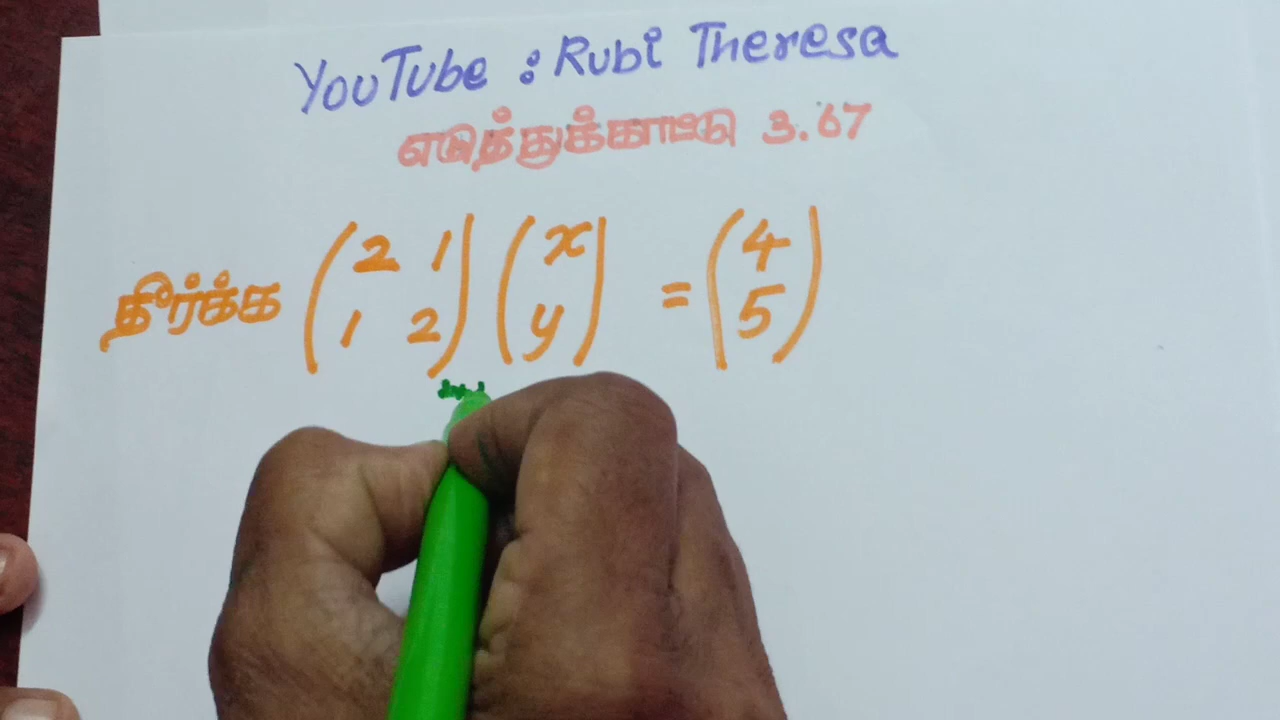 YouTube : Rubi Theresa
எடுத்துக்காட்டு 3.67
தீர்க்க (2 1) (x) = (4)
(1 2) (y) (5)